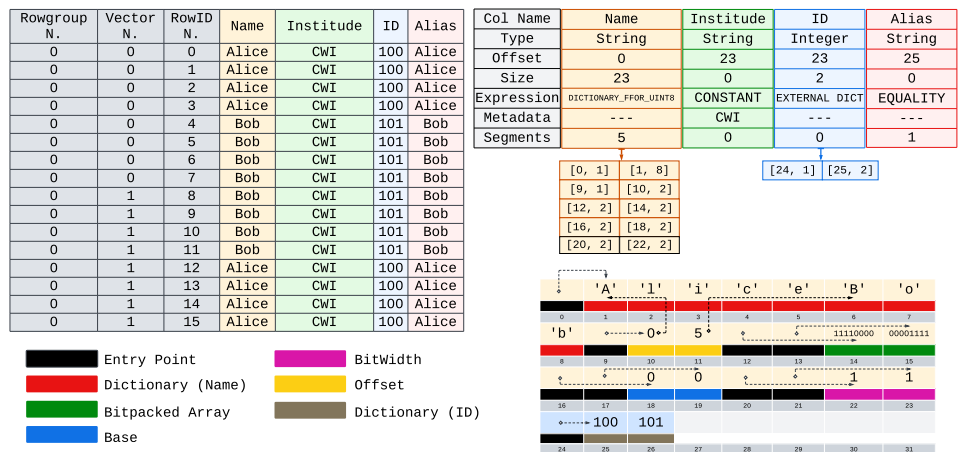 Rowgroup N. Vector N. RowID N. Name Institude ID Alias
0 0 0 Alice CWI 100 Alice
0 0 1 Alice CWI 100 Alice
0 0 2 Alice CWI 100 Alice
0 0 3 Alice CWI 100 Alice
0 0 4 Bob CWI 101 Bob
0 0 5 Bob CWI 101 Bob
0 0 6 Bob CWI 101 Bob
0 0 7 Bob CWI 101 Bob
0 1 8 Bob CWI 101 Bob
0 1 9 Bob CWI 101 Bob
0 1 10 Bob CWI 101 Bob
0 1 11 Bob CWI 101 Bob
0 1 12 Alice CWI 100 Alice
0 1 13 Alice CWI 100 Alice
0 1 14 Alice CWI 100 Alice
0 1 15 Alice CWI 100 Alice
Entry Point
Dictionary (Name)
Bitpacked Array
Base
BitWidth
Offset
Dictionary (ID)
Col Name Name Institude ID Alias
Type String String Integer String
Offset 0 23 23 25
Size 23 0 2 0
Expression DICTIONARY_FFOR_UINT8 CONSTANT EXTERNAL DICT EQUALITY
Metadata --- CWI --- ---
Segments 5 0 0 1
[0, 1] [1, 8]
[9, 1] [10, 2]
[12, 2] [14, 2]
[16, 2] [18, 2]
[20, 2] [22, 2]
[24, 1] [25, 2]
'A' 'l' 'i' 'c' 'e' 'B' 'o'
0 1 2 3 4 5 6 7
'b' 0 5 11110000 00001111
8 9 10 11 12 13 14 15
0 0 1 1
16 17 18 19 20 21 22 23
100 101
24 25 26 27 28 29 30 31